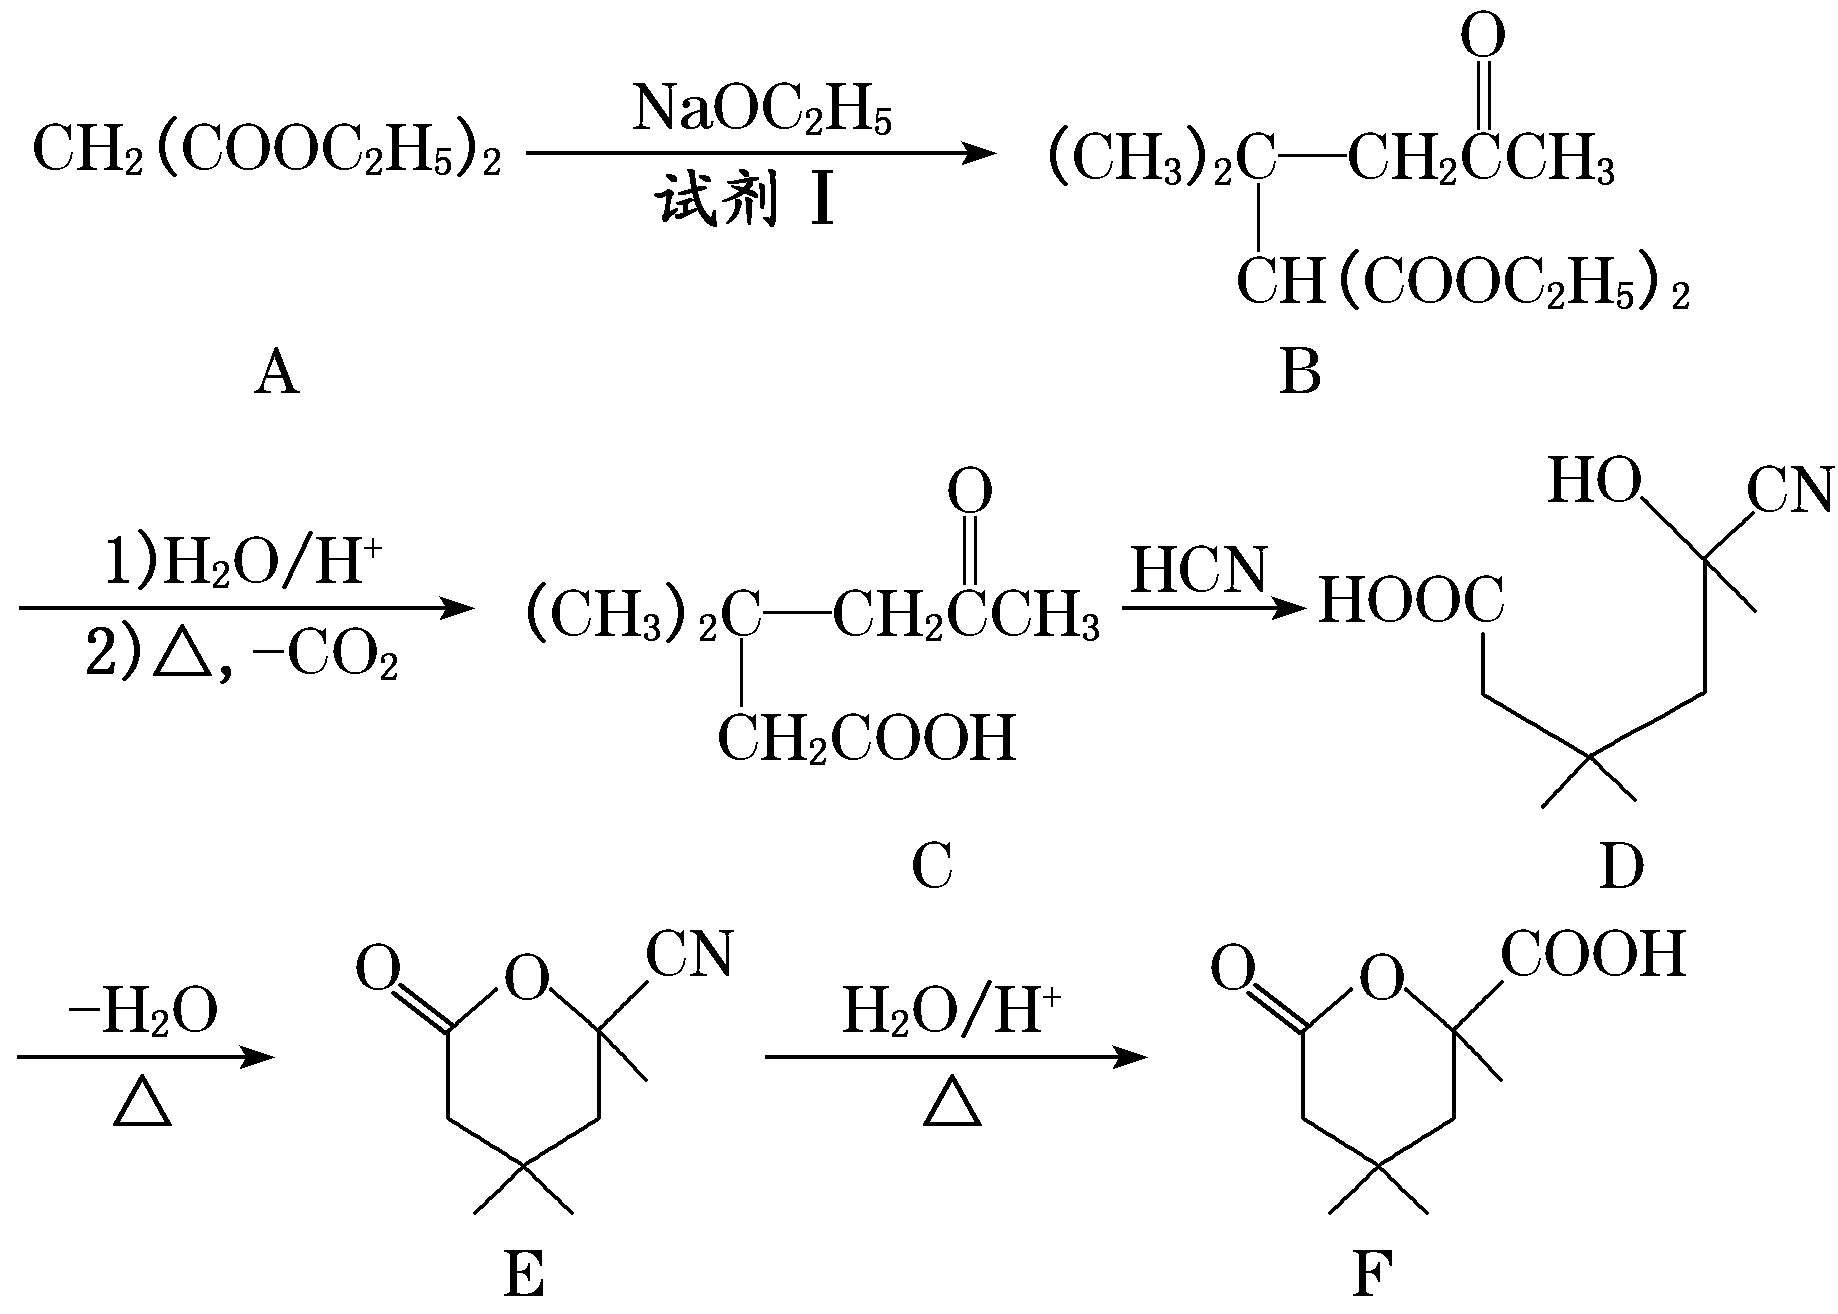 O
CH₂(COOC₂H₅)₂ NaOC₂H₅ (CH₃)₂C—CH₂CCH₃
试剂 Ⅰ
CH(COOC₂H₅)₂
A B
O HO CN
1)H₂O/H⁺ HCN HOOC
(CH₃)₂C—CH₂CCH₃
2)△, −CO₂
CH₂COOH
C D
O O CN O O COOH
−H₂O H₂O/H⁺
△ △
E F